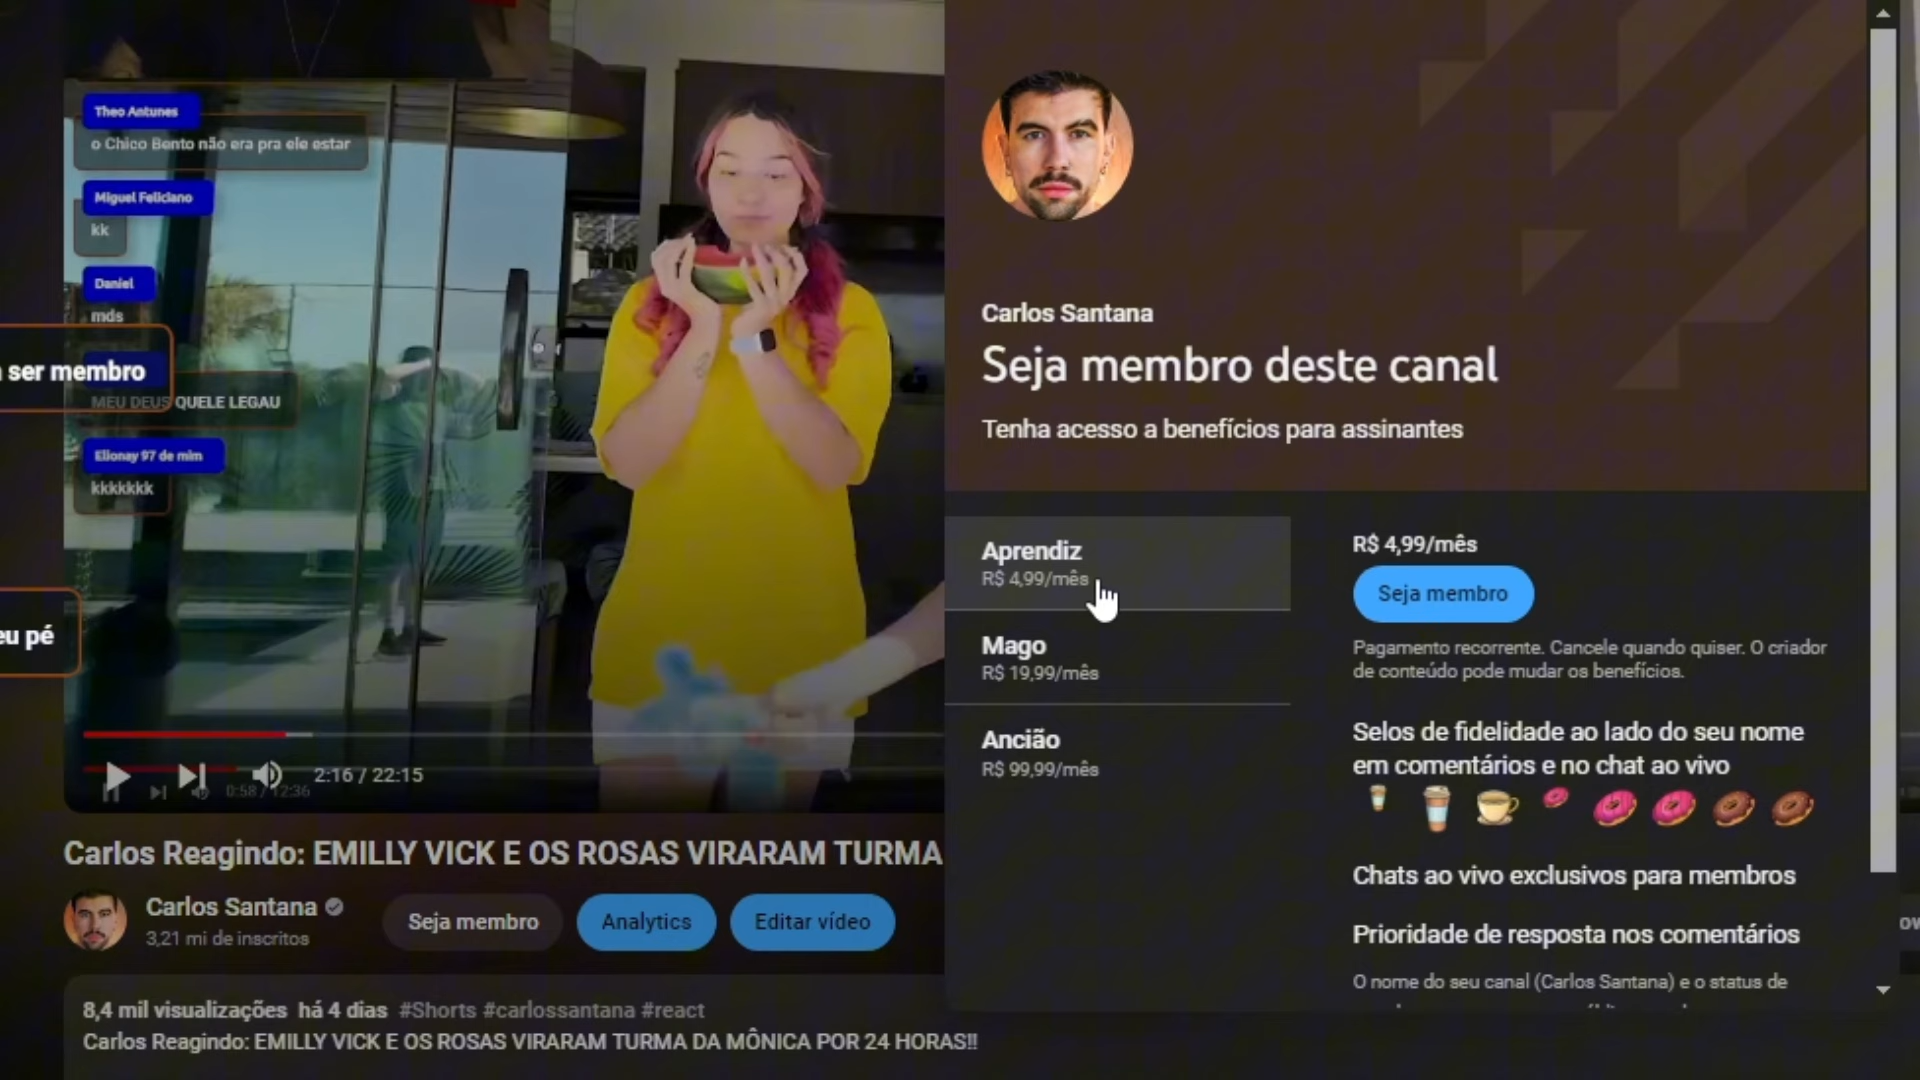 Theo Antunes
o Chico Bento não era pra ele estar
Miguel Feliciano
kk
Daniel
mds
ser membro
MEU DEUS QUELE LEGAU
Elionay 97 de mim
kkkkkkk
eu pé
2:16 / 22:15
0:58 / 12:36
Carlos Reagindo: EMILLY VICK E OS ROSAS VIRARAM TURMA
Carlos Santana
3,21 mi de inscritos
Seja membro
Analytics
Editar vídeo
8,4 mil visualizações há 4 dias #Shorts #carlossantana #react
Carlos Reagindo: EMILLY VICK E OS ROSAS VIRARAM TURMA DA MÔNICA POR 24 HORAS!!
Carlos Santana
Seja membro deste canal
Tenha acesso a benefícios para assinantes
Aprendiz
R$ 4,99/mês
Mago
R$ 19,99/mês
Ancião
R$ 99,99/mês
R$ 4,99/mês
Seja membro
Pagamento recorrente. Cancele quando quiser. O criador
de conteúdo pode mudar os benefícios.
Selos de fidelidade ao lado do seu nome
em comentários e no chat ao vivo
Chats ao vivo exclusivos para membros
Prioridade de resposta nos comentários
O nome do seu canal (Carlos Santana) e o status de